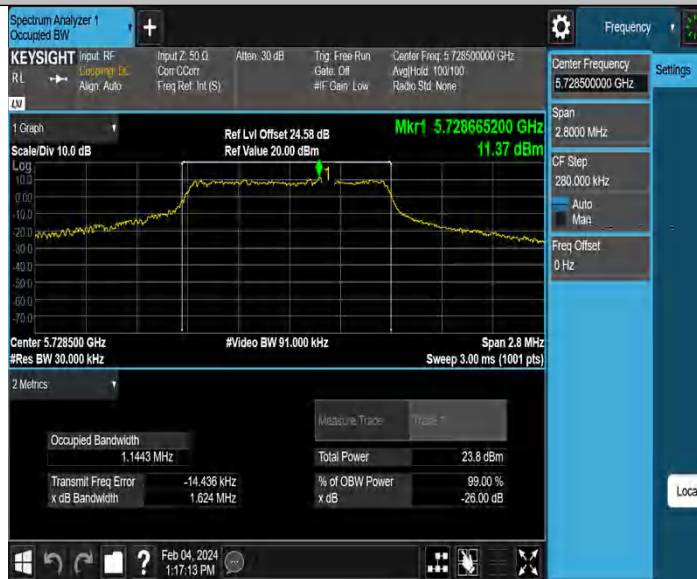 Spectrum Analyzer 1
Occupied BW
+
Frequency
KEYSIGHT
Input: RF
Coupling: DC
Align: Auto
Input Z: 50 Ω
Corr CCorr
Freq Ref: Int (S)
Atten: 30 dB
Trig: Free Run
Gate: Off
#IF Gain: Low
Center Freq: 5.728500000 GHz
Avg|Hold: 100/100
Radio Std: None
R L
LXI
Center Frequency
5.728500000 GHz
Settings
Span
2.8000 MHz
CF Step
280.000 kHz
Auto
Man
Freq Offset
0 Hz
1 Graph
Ref Lvl Offset 24.58 dB
Mkr1 5.728665200 GHz
Scale/Div 10.0 dB
Ref Value 20.00 dBm
11.37 dBm
Log
10.0
0.00
-10.0
-20.0
-30.0
-40.0
-50.0
-60.0
-70.0
1
Center 5.728500 GHz
#Video BW 91.000 kHz
Span 2.8 MHz
#Res BW 30.000 kHz
Sweep 3.00 ms (1001 pts)
2 Metrics
Measure Trace
Trace 1
Occupied Bandwidth
1.1443 MHz
Total Power
23.8 dBm
Transmit Freq Error
-14.436 kHz
% of OBW Power
99.00 %
x dB Bandwidth
1.624 MHz
x dB
-26.00 dB
Loca
?
Feb 04, 2024
1:17:13 PM